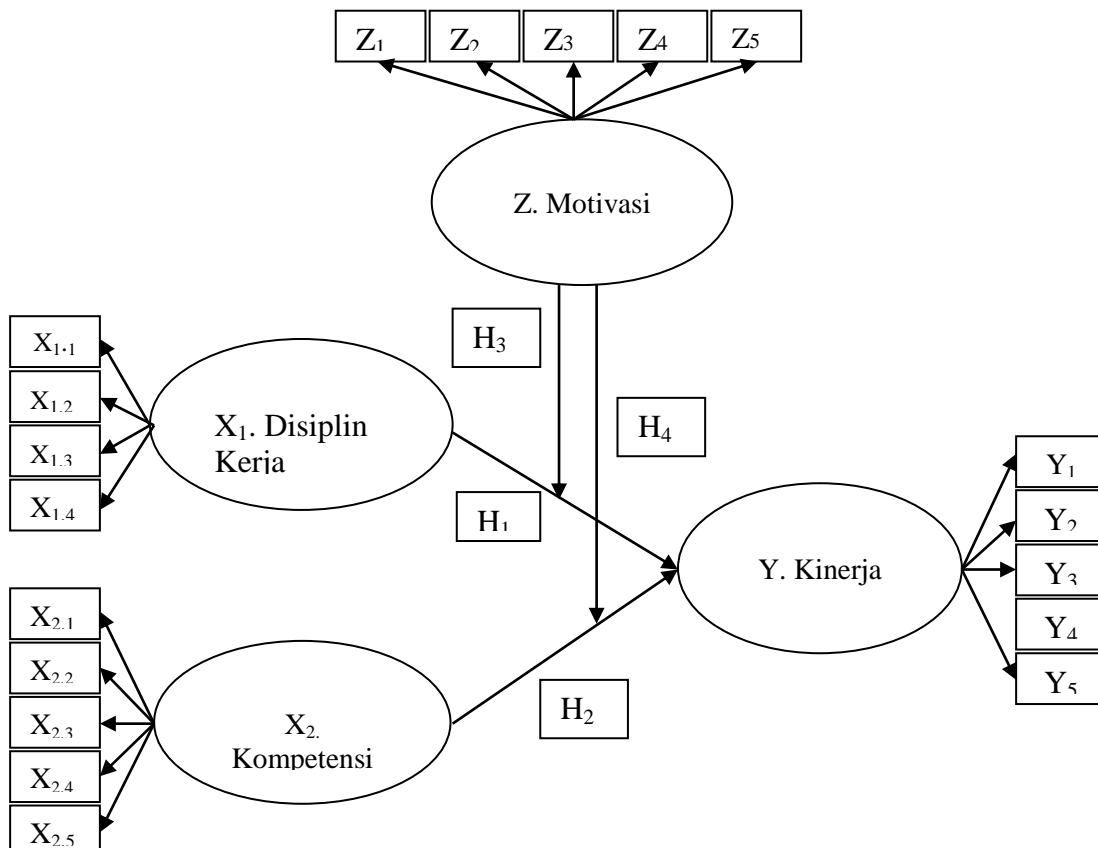 Z₁ Z₂ Z₃ Z₄ Z₅
Z. Motivasi
H₃
X₁.₁
X₁.₂
X₁.₃
X₁.₄
X₁. Disiplin
Kerja
H₄
H₁
Y. Kinerja
Y₁
Y₂
Y₃
Y₄
Y₅
X₂.₁
X₂.₂
X₂.₃
X₂.₄
X₂.₅
X₂.
Kompetensi
H₂